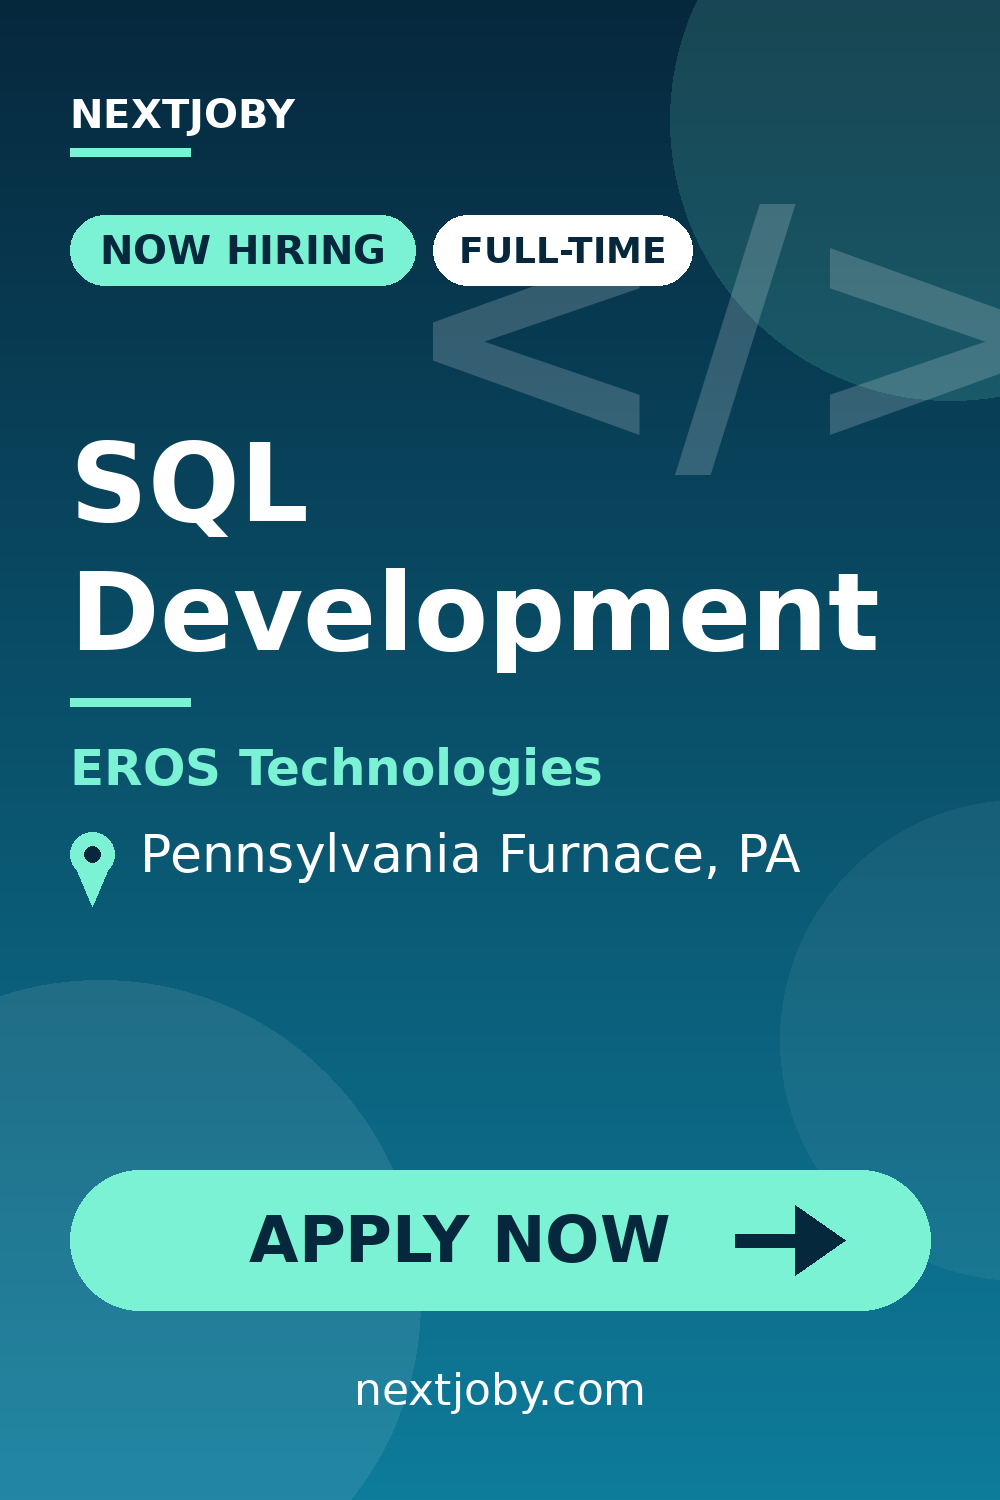 NEXTJOBY
NOW HIRING
FULL-TIME
</>
SQL
Development
EROS Technologies
Pennsylvania Furnace, PA
APPLY NOW
nextjoby.com